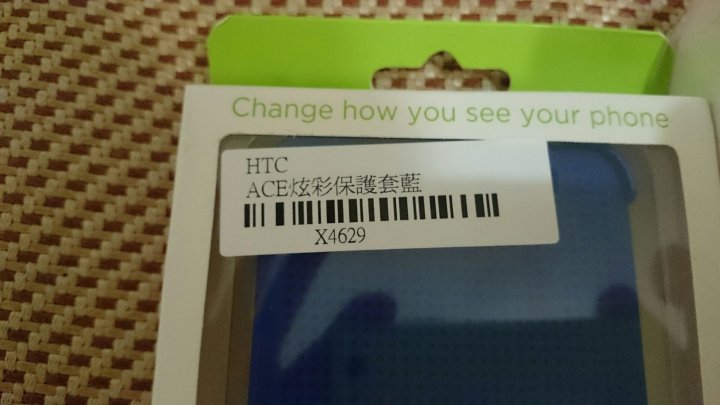 Change how you see your phone
HTC
ACE炫彩保護套藍
X4629